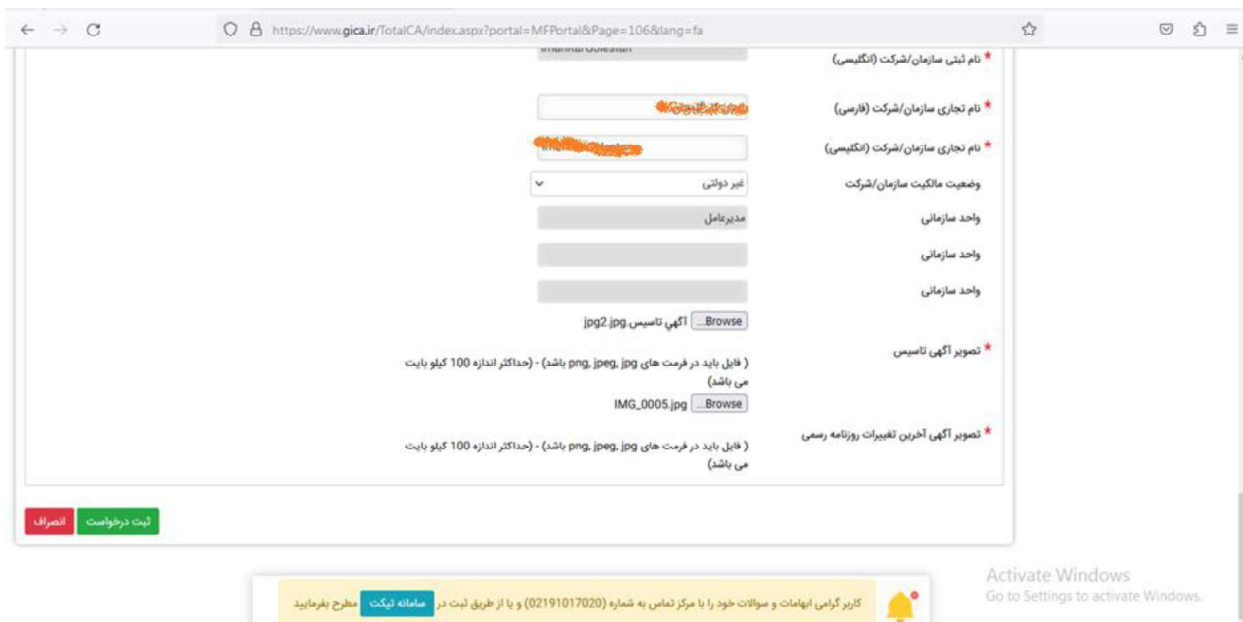 https://www.gica.ir/TotalCA/index.aspx?portal=MFPortal&Page=106&lang=fa
* نام ثبتی سازمان/شرکت (انگلیسی)
* نام تجاری سازمان/شرکت (فارسی)
* نام تجاری سازمان/شرکت (انگلیسی)
وضعیت مالکیت سازمان/شرکت غیر دولتی
واحد سازمانی مدیرعامل
واحد سازمانی
واحد سازمانی
Browse... آگهي تاسيس.jpg2.jpg
* تصویر آگهی تاسیس
( فایل باید در فرمت های png, jpeg, jpg باشد) - (حداکثر اندازه 100 کیلو بایت
می باشد)
Browse... IMG_0005.jpg
* تصویر آگهی آخرین تغییرات روزنامه رسمی
( فایل باید در فرمت های png, jpeg, jpg باشد) - (حداکثر اندازه 100 کیلو بایت
می باشد)
ثبت درخواست انصراف
Activate Windows
Go to Settings to activate Windows.
کاربر گرامی ابهامات و سوالات خود را با مرکز تماس به شماره (02191017020) و یا از طریق ثبت در سامانه تیکت مطرح بفرمایید